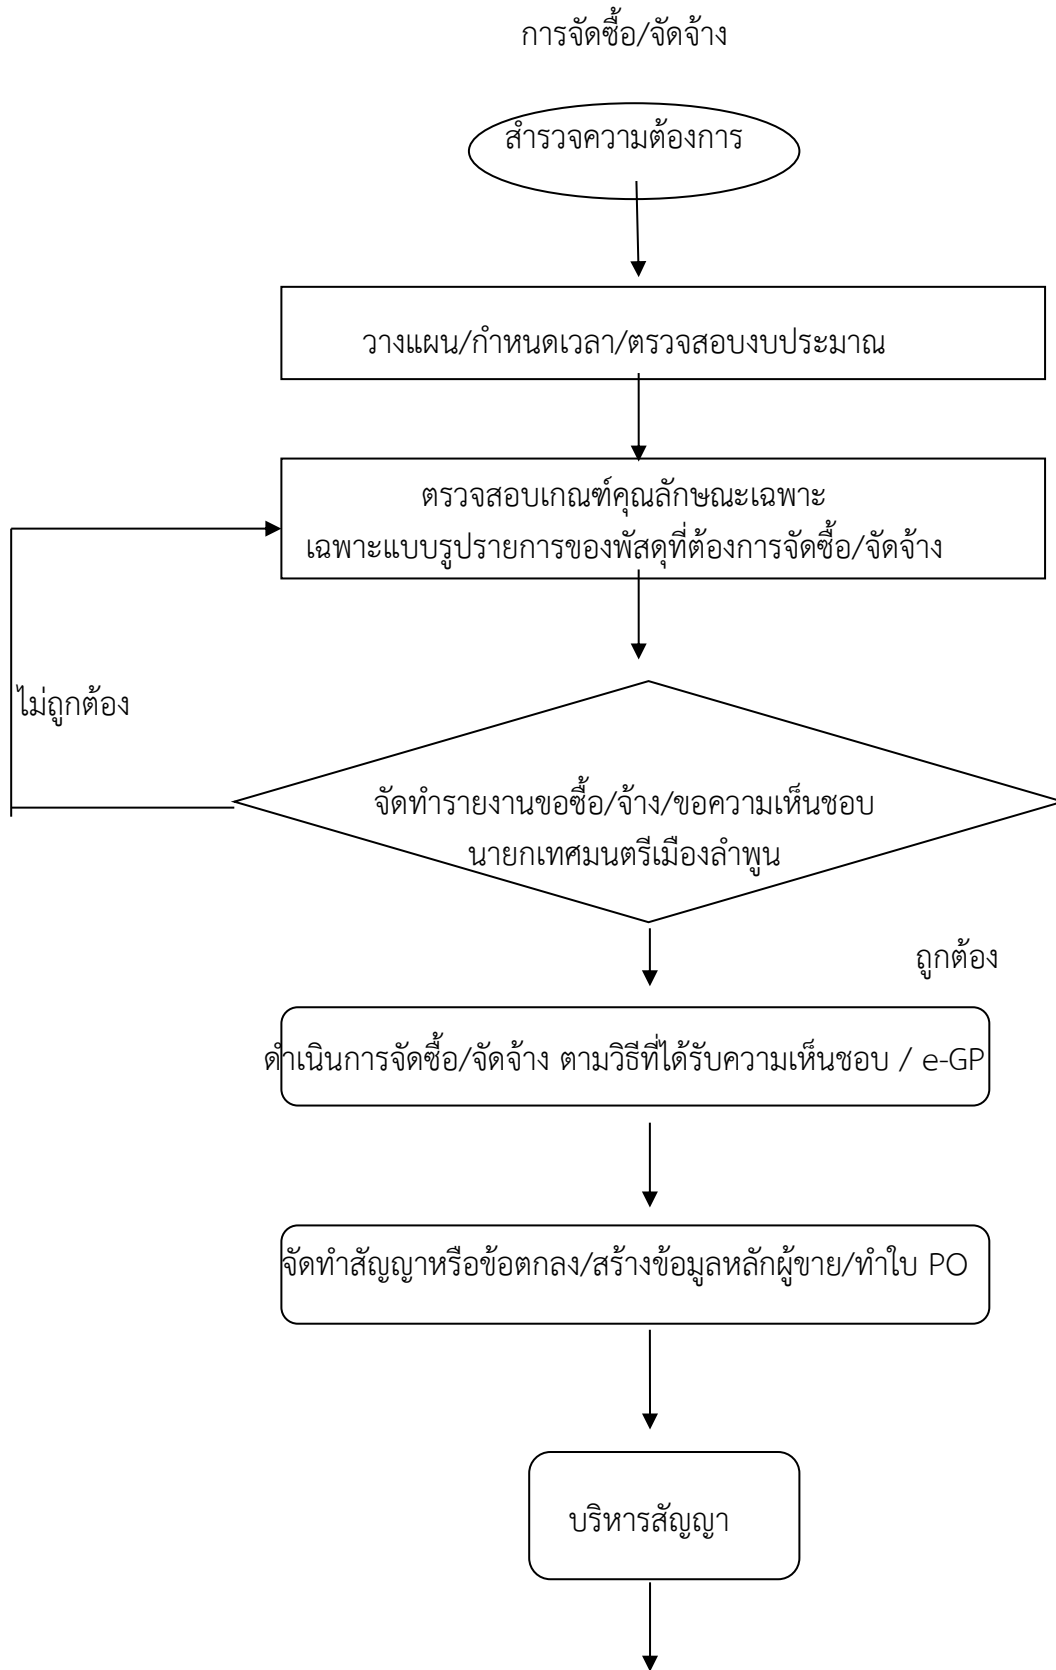 การจัดซื้อ/จัดจ้าง
สำรวจความต้องการ
วางแผน/กำหนดเวลา/ตรวจสอบงบประมาณ
ตรวจสอบเกณฑ์คุณลักษณะเฉพาะ
เฉพาะแบบรูปรายการของพัสดุที่ต้องการจัดซื้อ/จัดจ้าง
ไม่ถูกต้อง
จัดทำรายงานขอซื้อ/จ้าง/ขอความเห็นชอบ
นายกเทศมนตรีเมืองลำพูน
ถูกต้อง
ดำเนินการจัดซื้อ/จัดจ้าง ตามวิธีที่ได้รับความเห็นชอบ / e-GP
จัดทำสัญญาหรือข้อตกลง/สร้างข้อมูลหลักผู้ขาย/ทำใบ PO
บริหารสัญญา